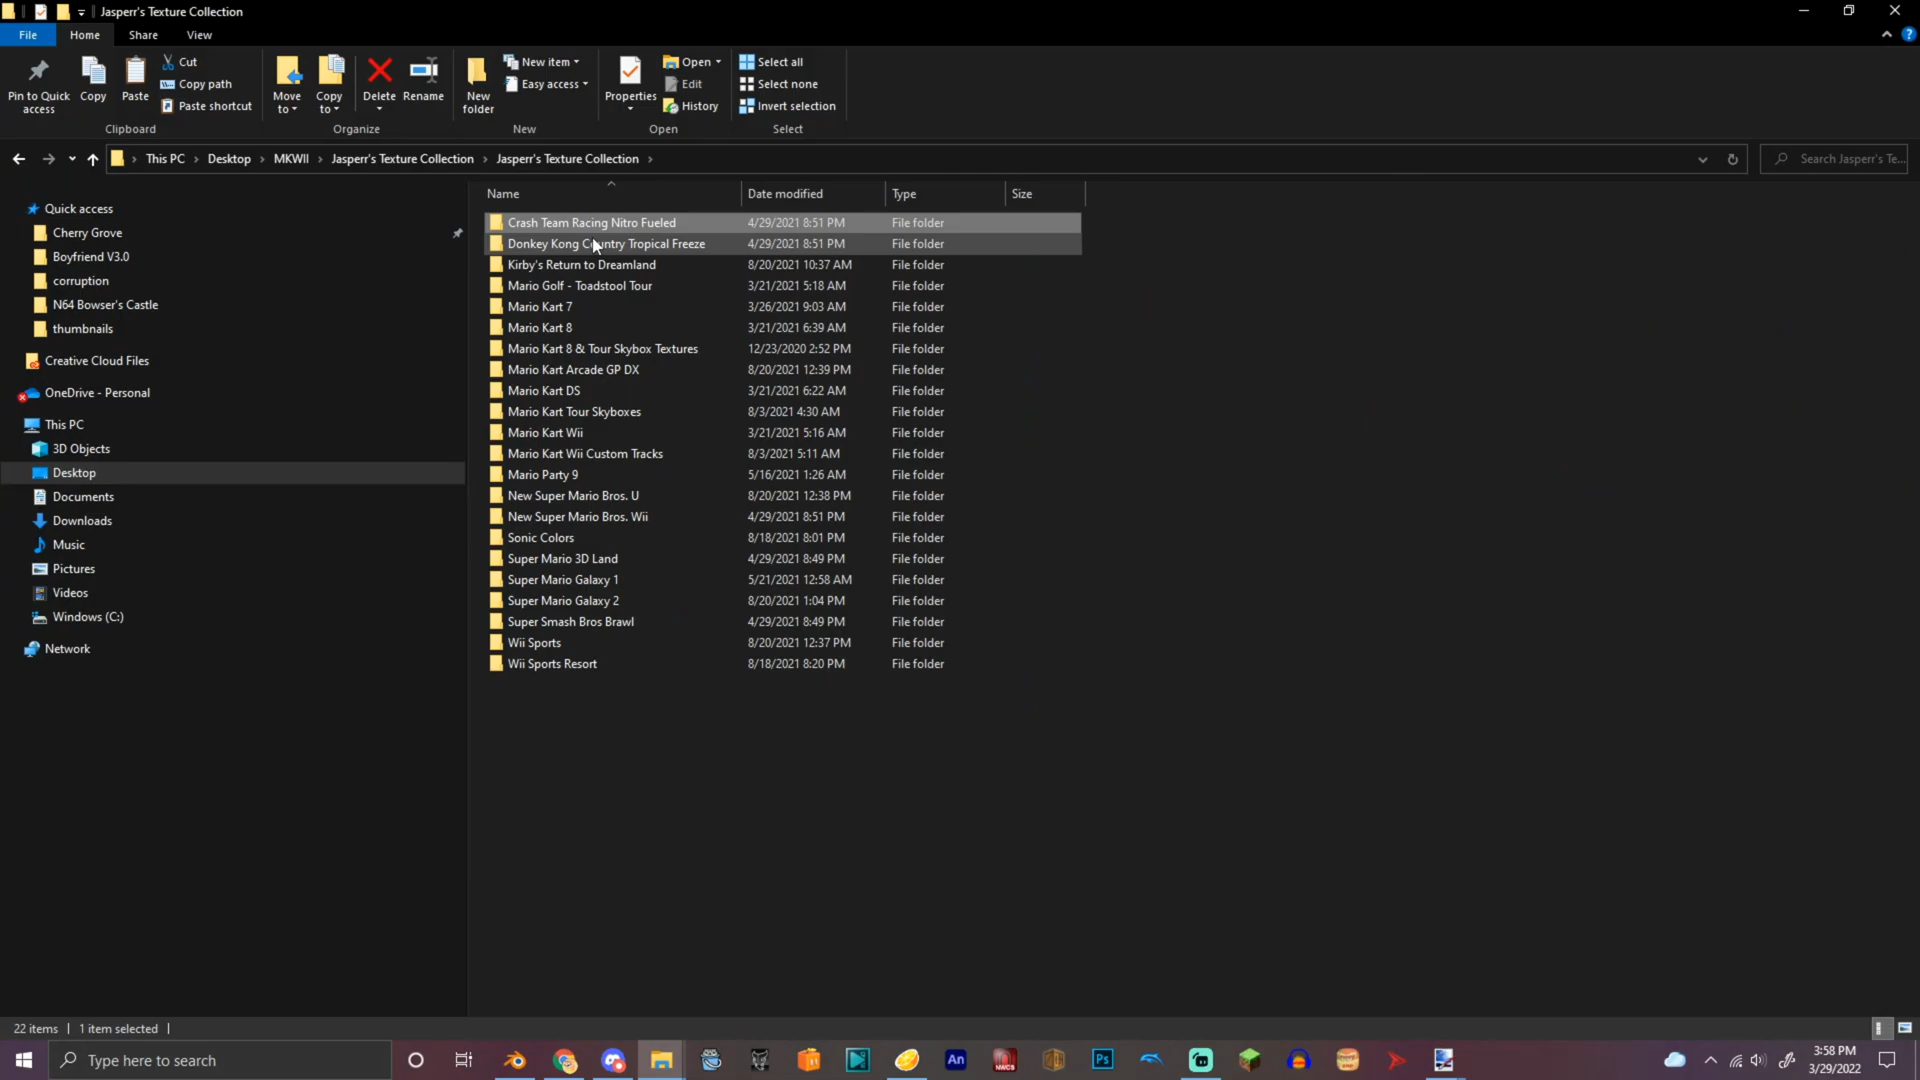 Jasperr's Texture Collection
File Home Share View
Pin to Quick access
Copy
Paste
Cut
Copy path
Paste shortcut
Clipboard
Move to
Copy to
Delete
Rename
Organize
New folder
New item
Easy access
New
Properties
Open
Edit
History
Open
Select all
Select none
Invert selection
Select
This PC > Desktop > MKWII > Jasperr's Texture Collection > Jasperr's Texture Collection >
Search Jasperr's Te...
Quick access
Cherry Grove
Boyfriend V3.0
corruption
N64 Bowser's Castle
thumbnails
Creative Cloud Files
OneDrive - Personal
This PC
3D Objects
Desktop
Documents
Downloads
Music
Pictures
Videos
Windows (C:)
Network
Name Date modified Type Size
Crash Team Racing Nitro Fueled 4/29/2021 8:51 PM File folder
Donkey Kong Country Tropical Freeze 4/29/2021 8:51 PM File folder
Kirby's Return to Dreamland 8/20/2021 10:37 AM File folder
Mario Golf - Toadstool Tour 3/21/2021 5:18 AM File folder
Mario Kart 7 3/26/2021 9:03 AM File folder
Mario Kart 8 3/21/2021 6:39 AM File folder
Mario Kart 8 & Tour Skybox Textures 12/23/2020 2:52 PM File folder
Mario Kart Arcade GP DX 8/20/2021 12:39 PM File folder
Mario Kart DS 3/21/2021 6:22 AM File folder
Mario Kart Tour Skyboxes 8/3/2021 4:30 AM File folder
Mario Kart Wii 3/21/2021 5:16 AM File folder
Mario Kart Wii Custom Tracks 8/3/2021 5:11 AM File folder
Mario Party 9 5/16/2021 1:26 AM File folder
New Super Mario Bros. U 8/20/2021 12:38 PM File folder
New Super Mario Bros. Wii 4/29/2021 8:51 PM File folder
Sonic Colors 8/18/2021 8:01 PM File folder
Super Mario 3D Land 4/29/2021 8:49 PM File folder
Super Mario Galaxy 1 5/21/2021 12:58 AM File folder
Super Mario Galaxy 2 8/20/2021 1:04 PM File folder
Super Smash Bros Brawl 4/29/2021 8:49 PM File folder
Wii Sports 8/20/2021 12:37 PM File folder
Wii Sports Resort 8/18/2021 8:20 PM File folder
22 items 1 item selected
Type here to search
An
NWC8
Ps
3:58 PM
3/29/2022